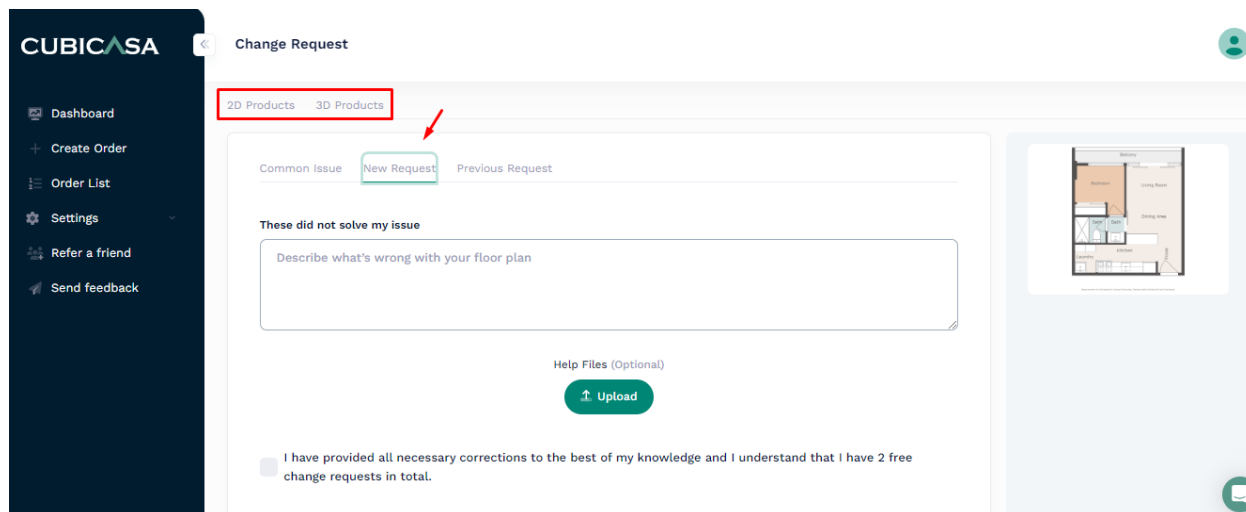 CUBICASA
Change Request
Dashboard
Create Order
Order List
Settings
Refer a friend
Send feedback
2D Products 3D Products
Common Issue New Request Previous Request
These did not solve my issue
Describe what's wrong with your floor plan
Help Files (Optional)
Upload
I have provided all necessary corrections to the best of my knowledge and I understand that I have 2 free
change requests in total.
Balcony
Bedroom
Living Room
Dining Area
Bath
Kitchen
Laundry